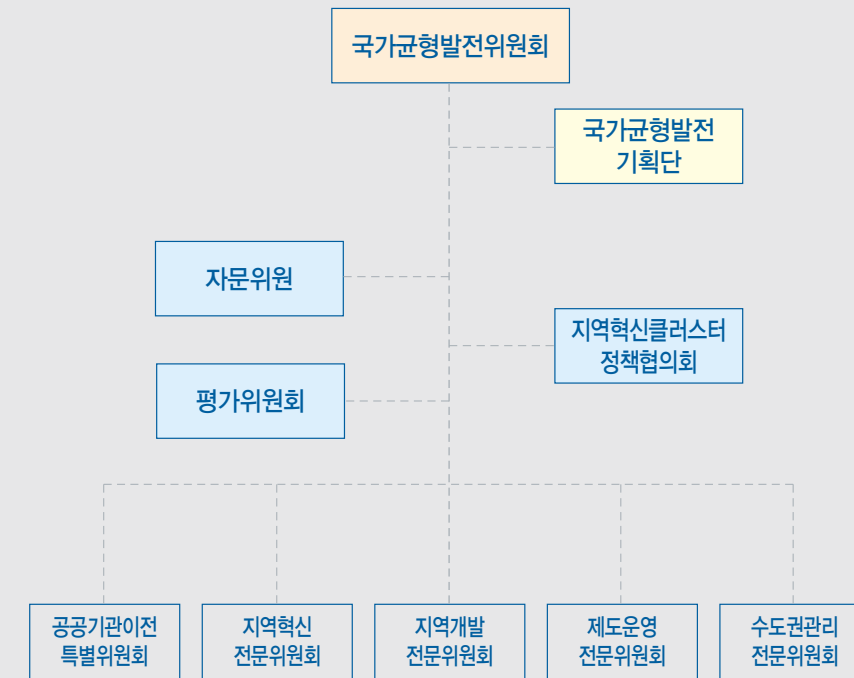 국가균형발전위원회
국가균형발전
기획단
자문위원
지역혁신클러스터
정책협의회
평가위원회
공공기관이전
특별위원회
지역혁신
전문위원회
지역개발
전문위원회
제도운영
전문위원회
수도권관리
전문위원회